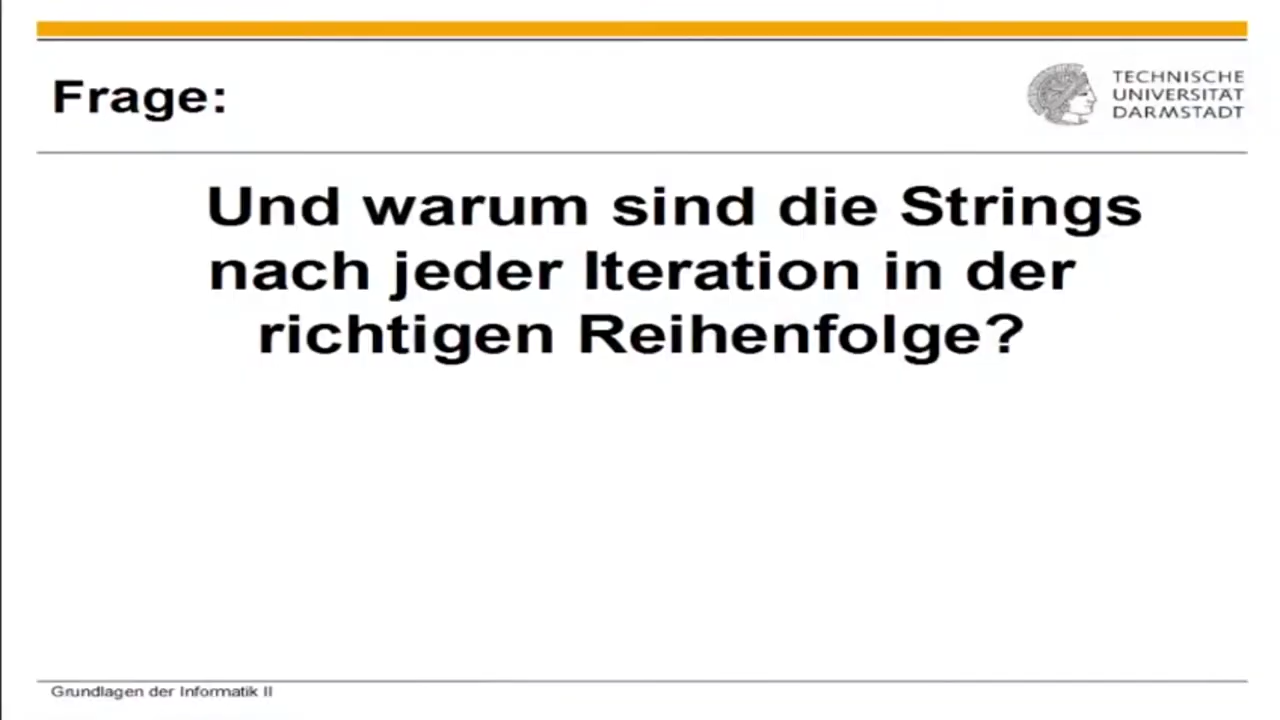 Frage:
TECHNISCHE
UNIVERSITÄT
DARMSTADT
Und warum sind die Strings
nach jeder Iteration in der
richtigen Reihenfolge?
Grundlagen der Informatik II